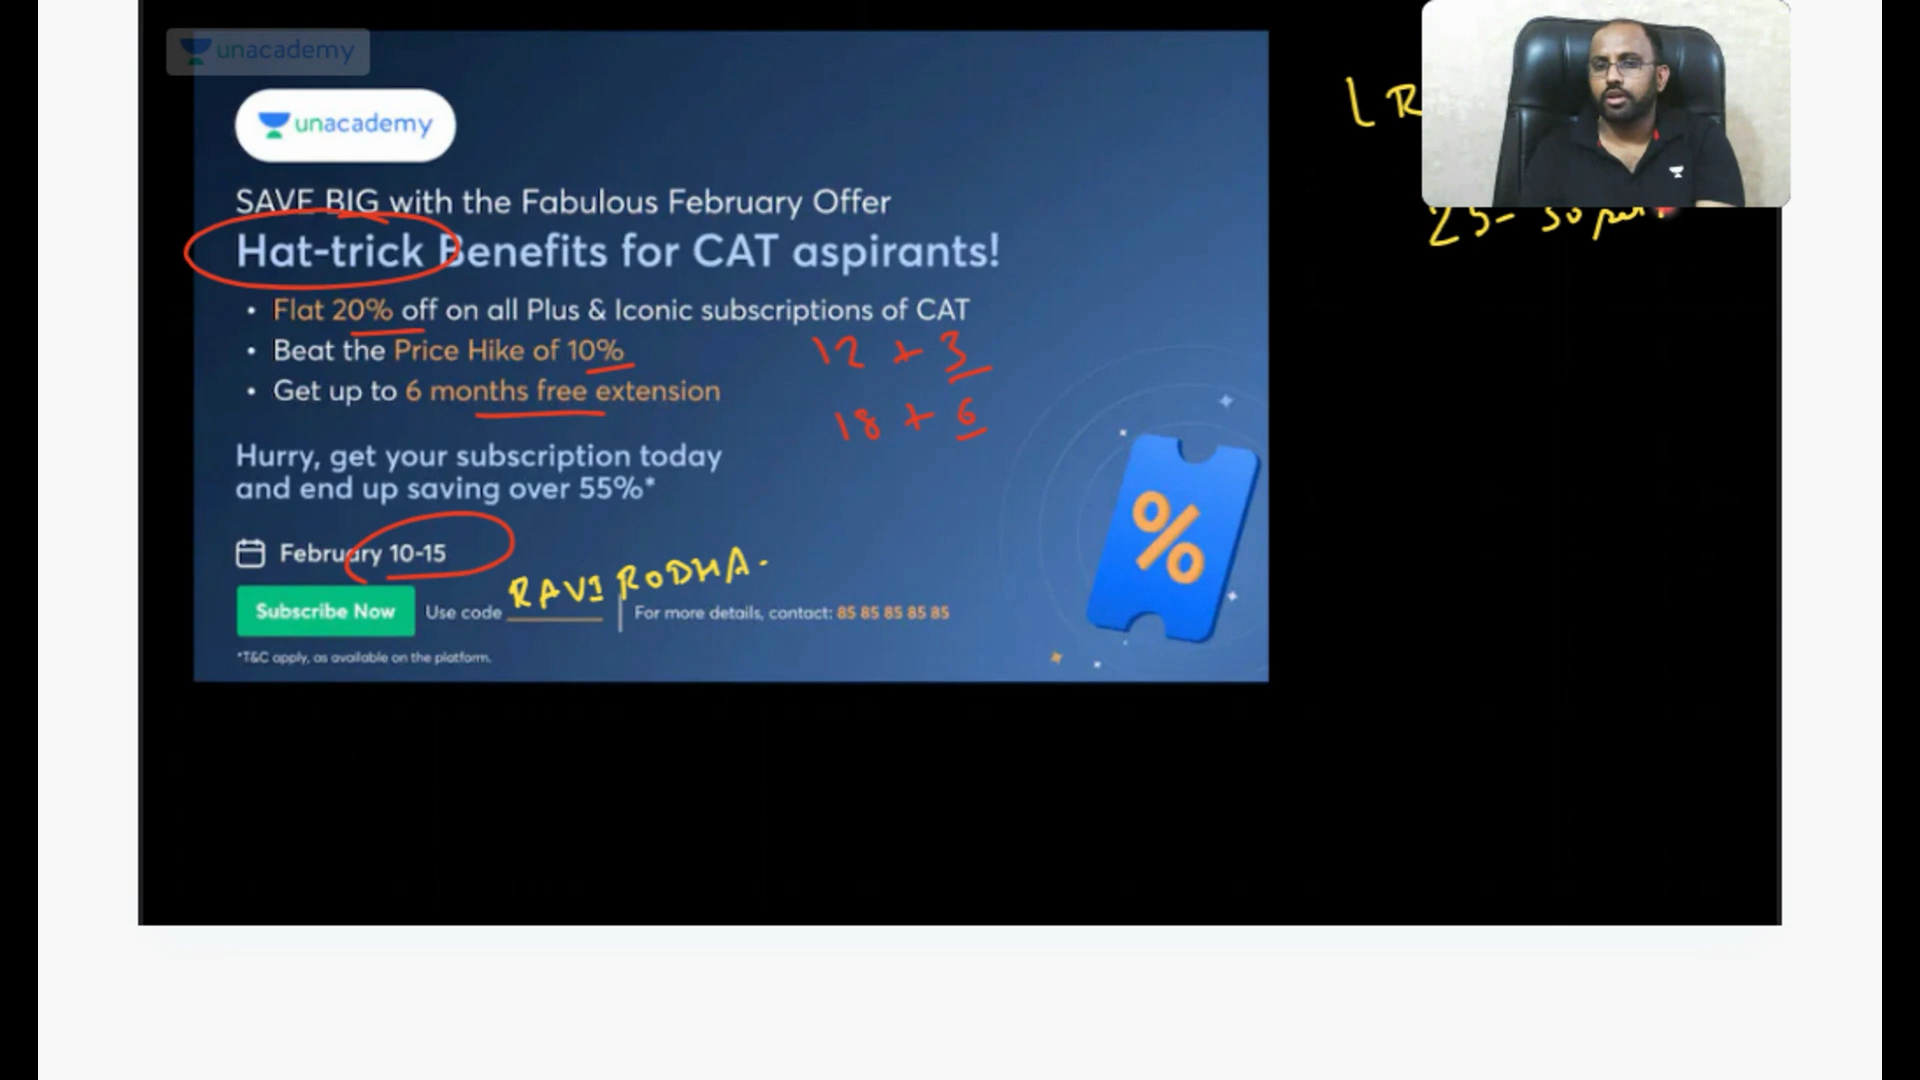 unacademy
unacademy
SAVE BIG with the Fabulous February Offer
Hat-trick Benefits for CAT aspirants!
• Flat 20% off on all Plus & Iconic subscriptions of CAT
• Beat the Price Hike of 10%
• Get up to 6 months free extension
12 + 3
18 + 6
Hurry, get your subscription today
and end up saving over 55%*
February 10-15
Subscribe Now Use code RAVI RODHA. For more details, contact: 85 85 85 85 85
*T&C apply, as available on the platform.
%